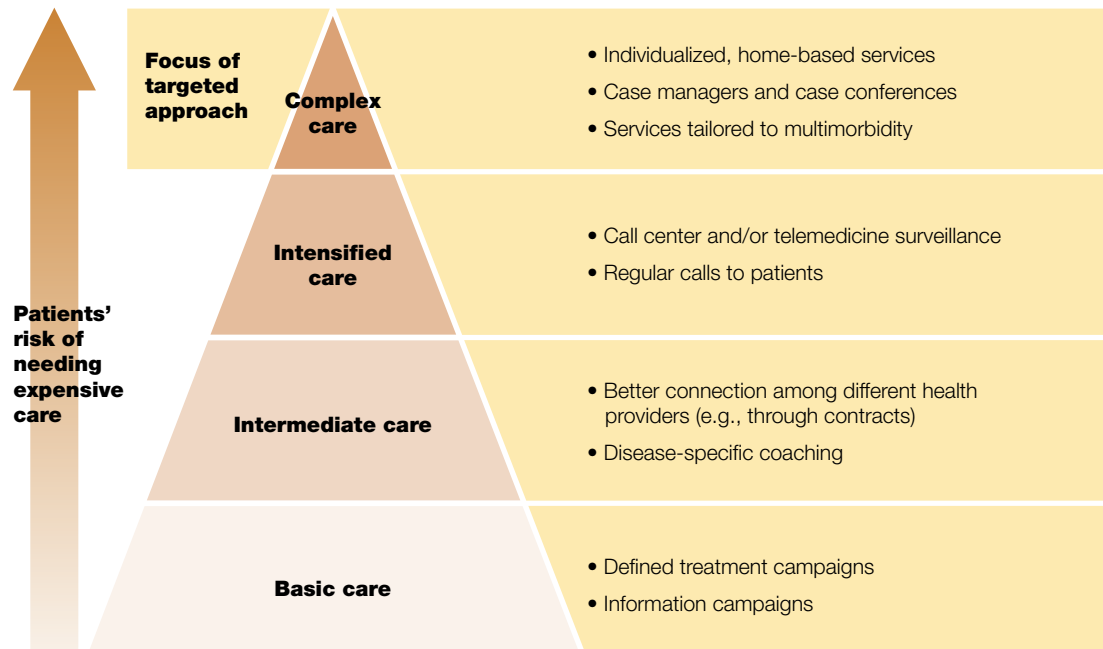 Focus of
targeted
approach
Complex
care
• Individualized, home-based services
• Case managers and case conferences
• Services tailored to multimorbidity
Intensified
care
• Call center and/or telemedicine surveillance
• Regular calls to patients
Patients’
risk of
needing
expensive
care
Intermediate care
• Better connection among different health
providers (e.g., through contracts)
• Disease-specific coaching
Basic care
• Defined treatment campaigns
• Information campaigns